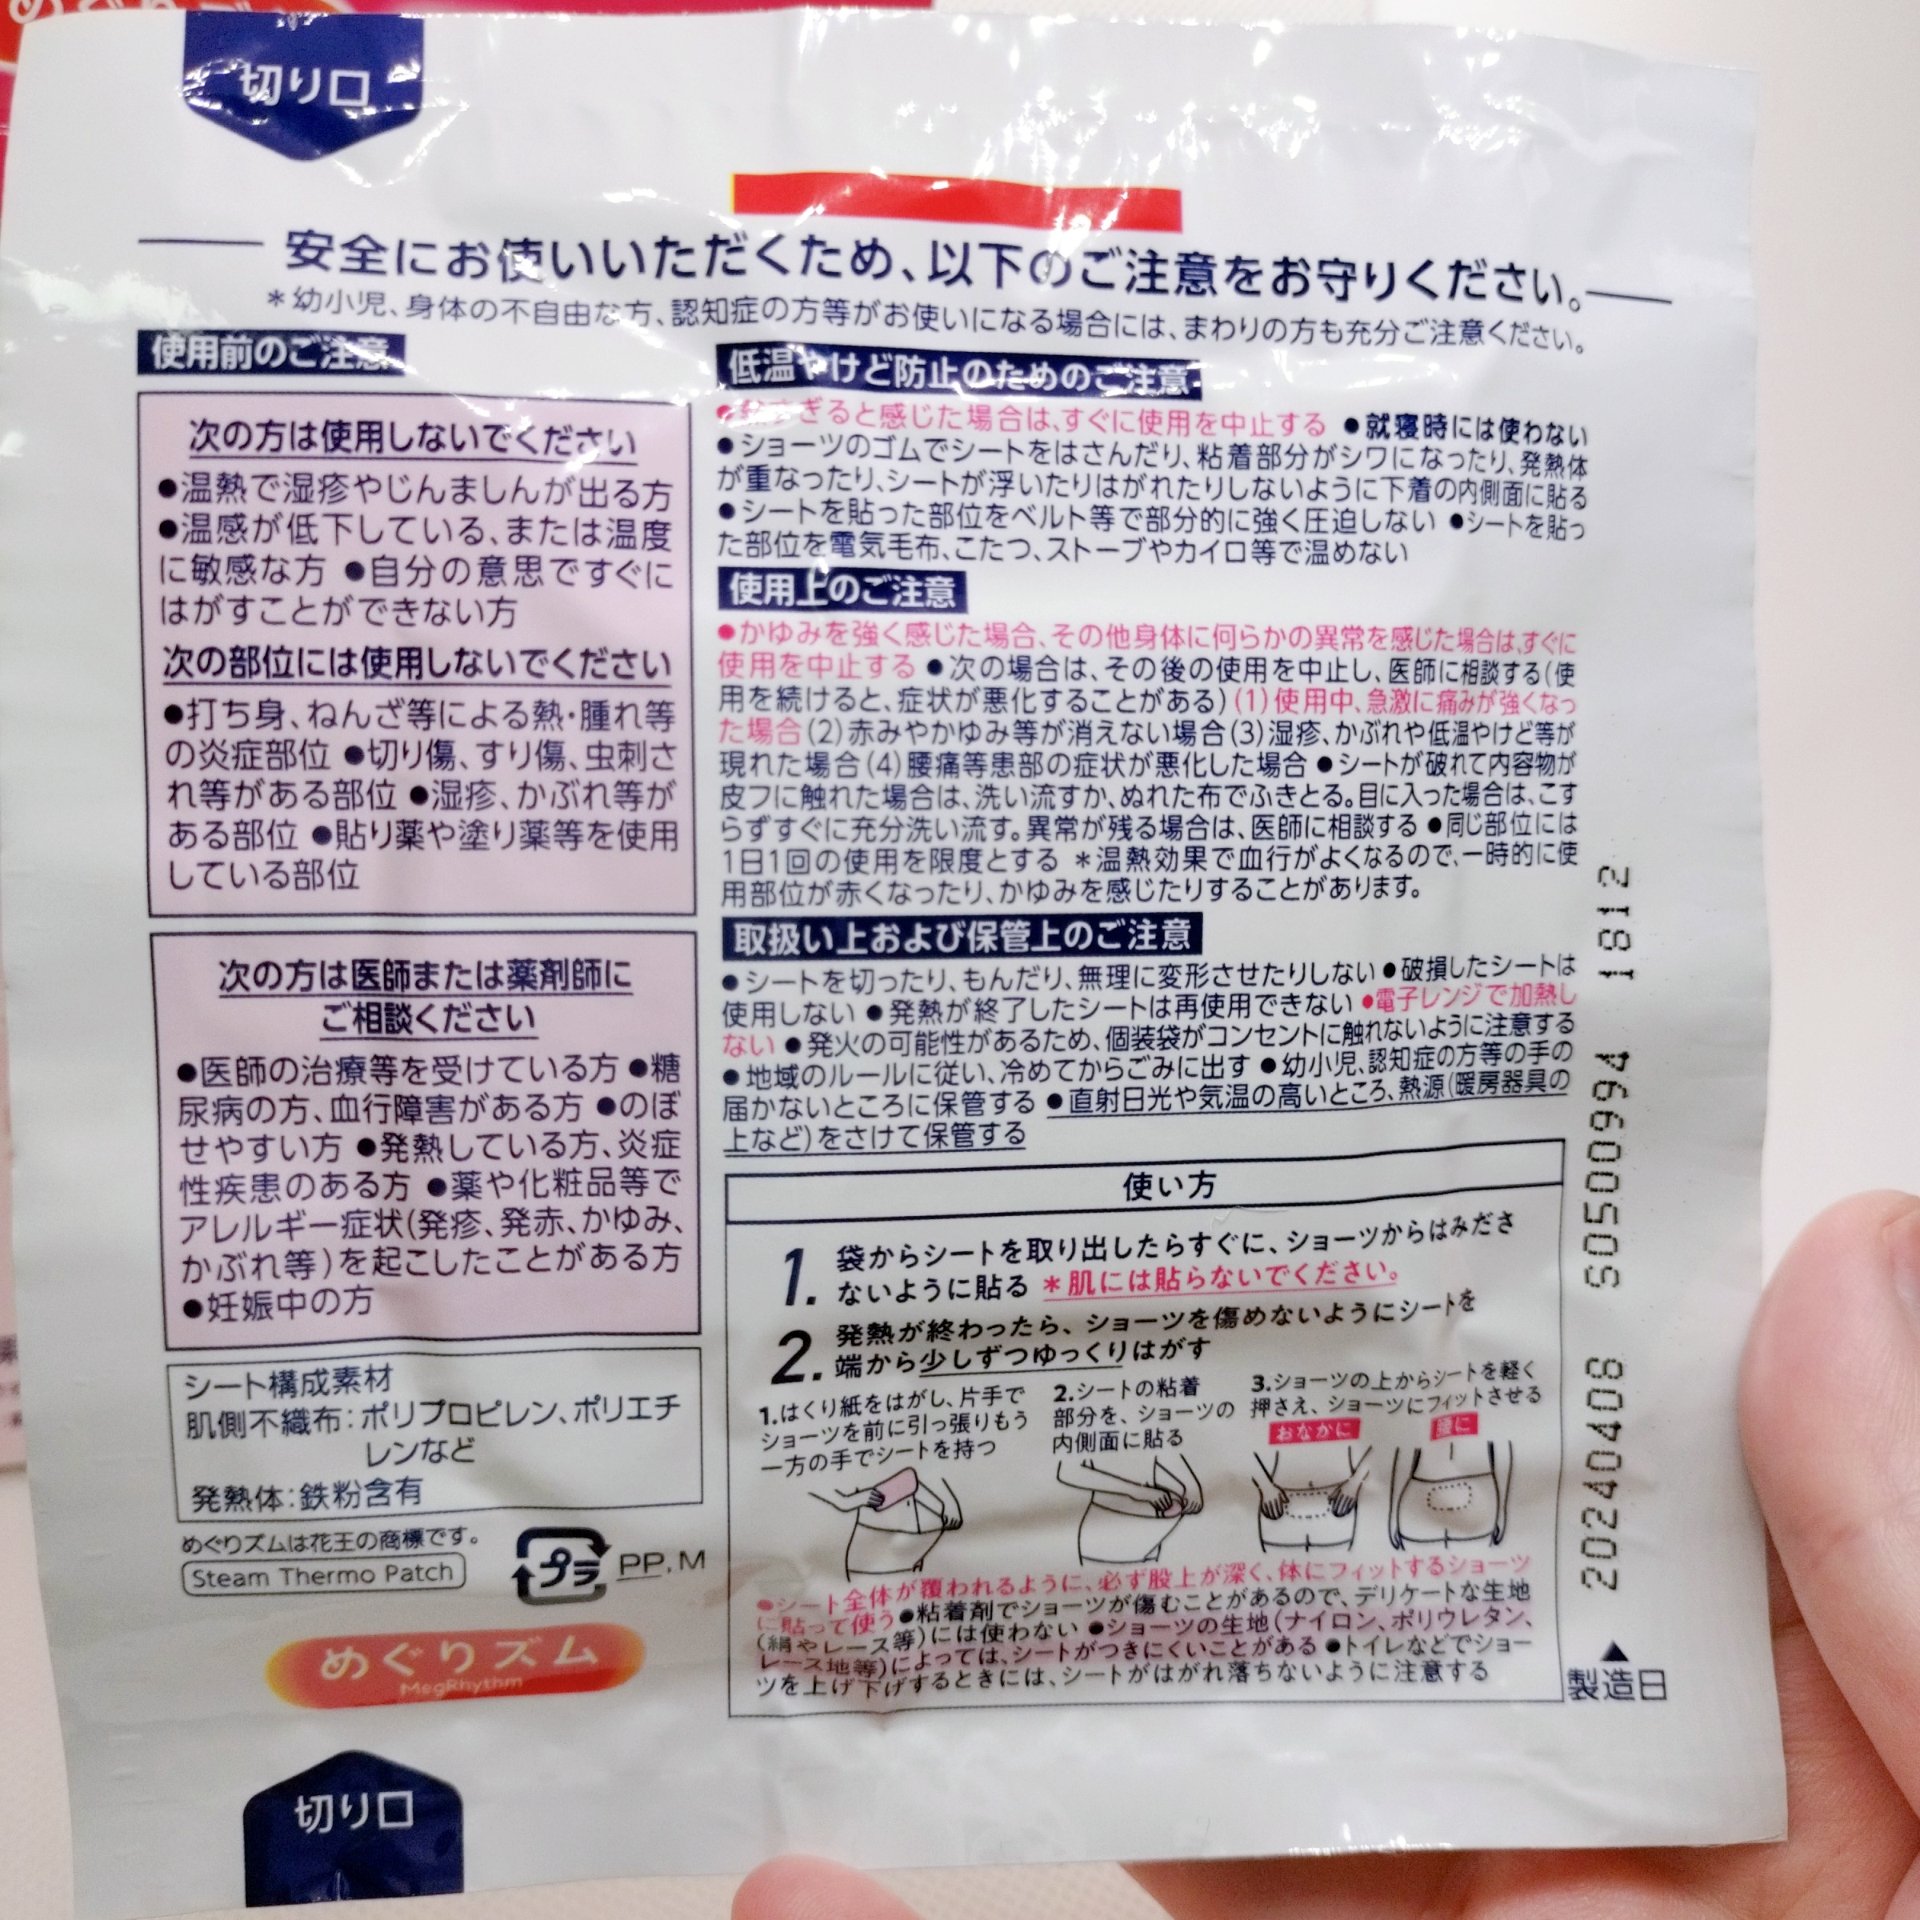 切り口
安全にお使いいただくため、以下のご注意をお守りください。
＊幼小児、身体の不自由な方、認知症の方等がお使いになる場合には、まわりの方も充分ご注意ください。
使用前のご注意
次の方は使用しないでください
●温熱で湿疹やじんましんが出る方
●温感が低下している、または温度
に敏感な方 ●自分の意思ですぐに
はがすことができない方
次の部位には使用しないでください
●打ち身、ねんざ等による熱・腫れ等
の炎症部位 ●切り傷、すり傷、虫刺さ
れ等がある部位 ●湿疹、かぶれ等が
ある部位 ●貼り薬や塗り薬等を使用
している部位
次の方は医師または薬剤師に
ご相談ください
●医師の治療等を受けている方 ●糖
尿病の方、血行障害がある方 ●のぼ
せやすい方 ●発熱している方、炎症
性疾患のある方 ●薬や化粧品等で
アレルギー症状(発疹、発赤、かゆみ、
かぶれ等)を起こしたことがある方
●妊娠中の方
シート構成素材
肌側不織布：ポリプロピレン、ポリエチ
レンなど
発熱体：鉄粉含有
めぐりズムは花王の商標です。
Steam Thermo Patch
プラ PP, M
めぐりズム
MegRhythm
切り口
低温やけど防止のためのご注意
●熱すぎると感じた場合は、すぐに使用を中止する ●就寝時には使わない
●ショーツのゴムでシートをはさんだり、粘着部分がシワになったり、発熱体
が重なったり、シートが浮いたりはがれたりしないように下着の内側面に貼る
●シートを貼った部位をベルト等で部分的に強く圧迫しない ●シートを貼っ
た部位を電気毛布、こたつ、ストーブやカイロ等で温めない
使用上のご注意
●かゆみを強く感じた場合、その他身体に何らかの異常を感じた場合は、すぐに
使用を中止する ●次の場合は、その後の使用を中止し、医師に相談する(使
用を続けると、症状が悪化することがある) (1)使用中、急激に痛みが強くなっ
た場合 (2)赤みやかゆみ等が消えない場合 (3)湿疹、かぶれや低温やけど等が
現れた場合 (4)腰痛等患部の症状が悪化した場合 ●シートが破れて内容物が
皮フに触れた場合は、洗い流すか、ぬれた布でふきとる。目に入った場合は、こす
らずすぐに充分洗い流す。異常が残る場合は、医師に相談する ●同じ部位には
1日1回の使用を限度とする ＊温熱効果で血行がよくなるので、一時的に使
用部位が赤くなったり、かゆみを感じたりすることがあります。
取扱い上および保管上のご注意
●シートを切ったり、もんだり、無理に変形させたりしない ●破損したシートは
使用しない ●発熱が終了したシートは再使用できない ●電子レンジで加熱し
ない ●発火の可能性があるため、個装袋がコンセントに触れないように注意する
●地域のルールに従い、冷めてからごみに出す ●幼小児、認知症の方等の手の
届かないところに保管する ●直射日光や気温の高いところ、熱源(暖房器具の
上など)をさけて保管する
使い方
1. 袋からシートを取り出したらすぐに、ショーツからはみださ
ないように貼る ＊肌には貼らないでください。
2. 発熱が終わったら、ショーツを傷めないようにシートを
端から少しずつゆっくりはがす
1.はくり紙をはがし、片手で
ショーツを前に引っ張りもう
一方の手でシートを持つ
2.シートの粘着
部分を、ショーツの
内側面に貼る
3.ショーツの上からシートを軽く
押さえ、ショーツにフィットさせる
おなかに
腰に
●シート全体が覆われるように、必ず股上が深く、体にフィットするショーツ
に貼って使う ●粘着剤でショーツが傷むことがあるので、デリケートな生地
(絹やレース等)には使わない ●ショーツの生地(ナイロン、ポリウレタン、
レース地等)によっては、シートがつきにくいことがある ●トイレなどでショー
ツを上げ下げするときには、シートがはがれ落ちないように注意する
20240408 50500994 1812
▲
製造日